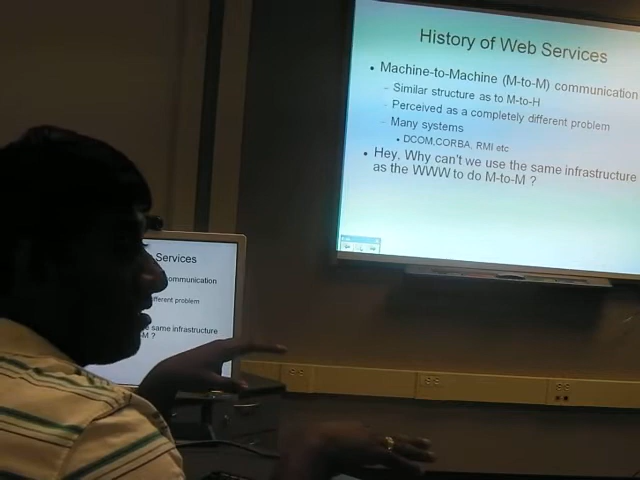 History of Web Services
• Machine-to-Machine (M-to-M) communication
- Similar structure as to M-to-H
- Perceived as a completely different problem
- Many systems
• DCOM,CORBA, RMI etc
• Hey, Why can't we use the same infrastructure
as the WWW to do M-to-M ?
Services
communication
different problem
same infrastructure
-M ?